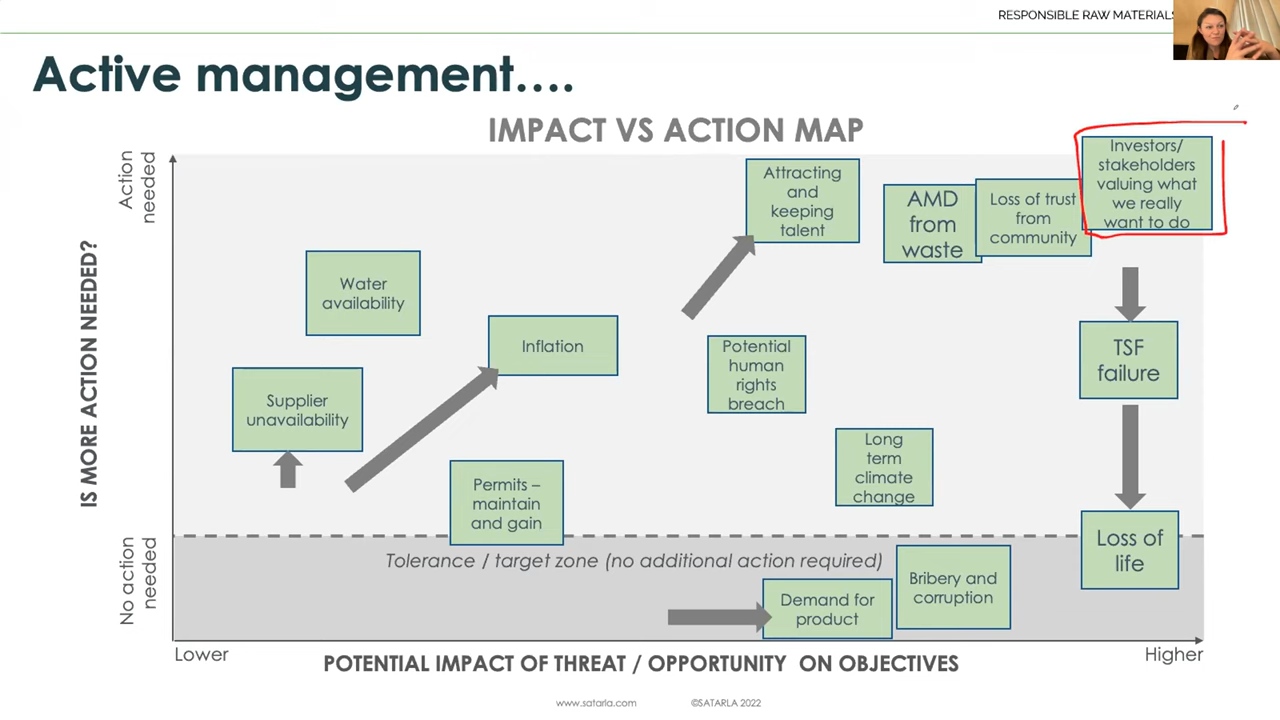 RESPONSIBLE RAW MATERIALS
Active management....
IMPACT VS ACTION MAP
Action
needed
IS MORE ACTION NEEDED?
No action
needed
Attracting
and
keeping
talent
AMD
from
waste
Loss of trust
from
community
Investors/
stakeholders
valuing what
we really
want to do
Water
availability
Inflation
Potential
human
rights
breach
TSF
failure
Supplier
unavailability
Long
term
climate
change
Permits –
maintain
and gain
Loss of
life
Tolerance / target zone (no additional action required)
Bribery and
corruption
Demand for
product
Lower
Higher
POTENTIAL IMPACT OF THREAT / OPPORTUNITY ON OBJECTIVES
www.satarla.com
©SATARLA 2022